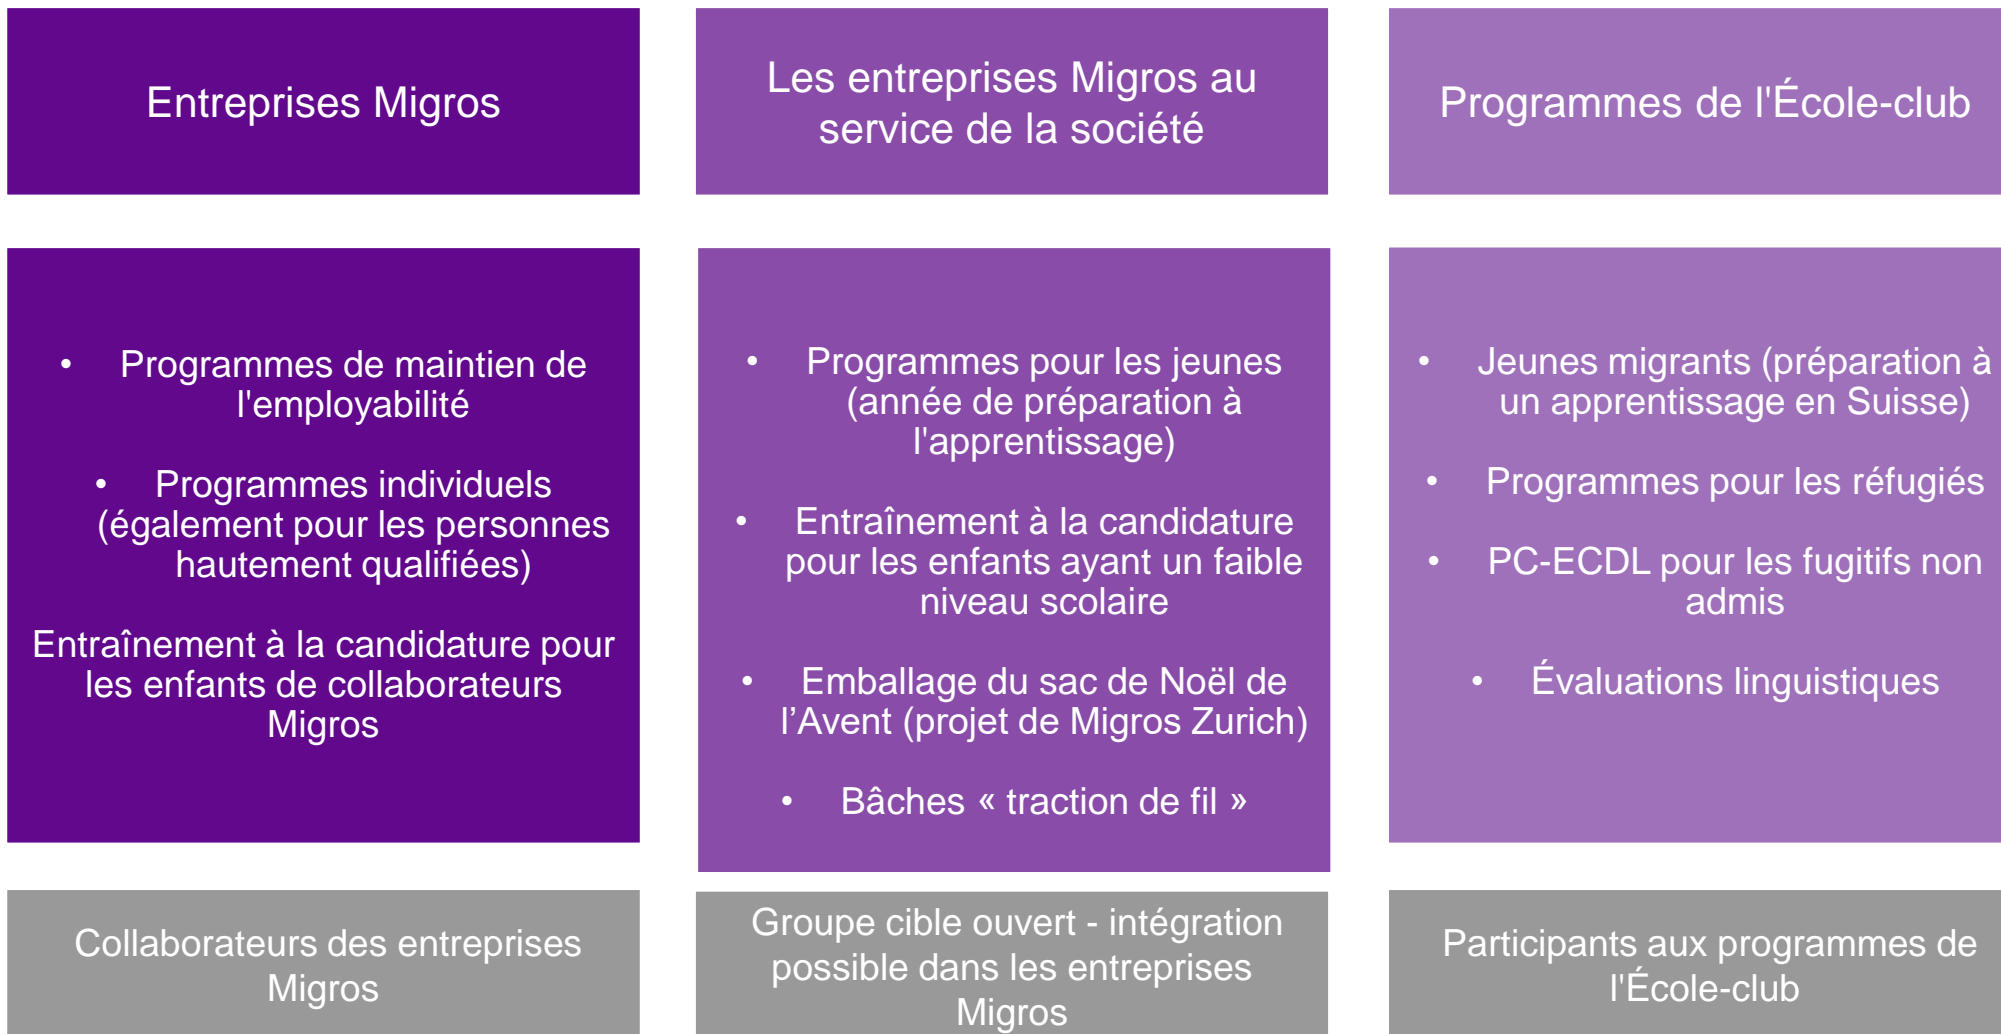 Entreprises Migros
Les entreprises Migros au
service de la société
Programmes de l'École-club
• Programmes de maintien de
l'employabilité
• Programmes individuels
(également pour les personnes
hautement qualifiées)
Entraînement à la candidature pour
les enfants de collaborateurs
Migros
• Programmes pour les jeunes
(année de préparation à
l'apprentissage)
• Entraînement à la candidature
pour les enfants ayant un faible
niveau scolaire
• Emballage du sac de Noël de
l’Avent (projet de Migros Zurich)
• Bâches « traction de fil »
• Jeunes migrants (préparation à
un apprentissage en Suisse)
• Programmes pour les réfugiés
• PC-ECDL pour les fugitifs non
admis
• Évaluations linguistiques
Collaborateurs des entreprises
Migros
Groupe cible ouvert - intégration
possible dans les entreprises
Migros
Participants aux programmes de
l'École-club